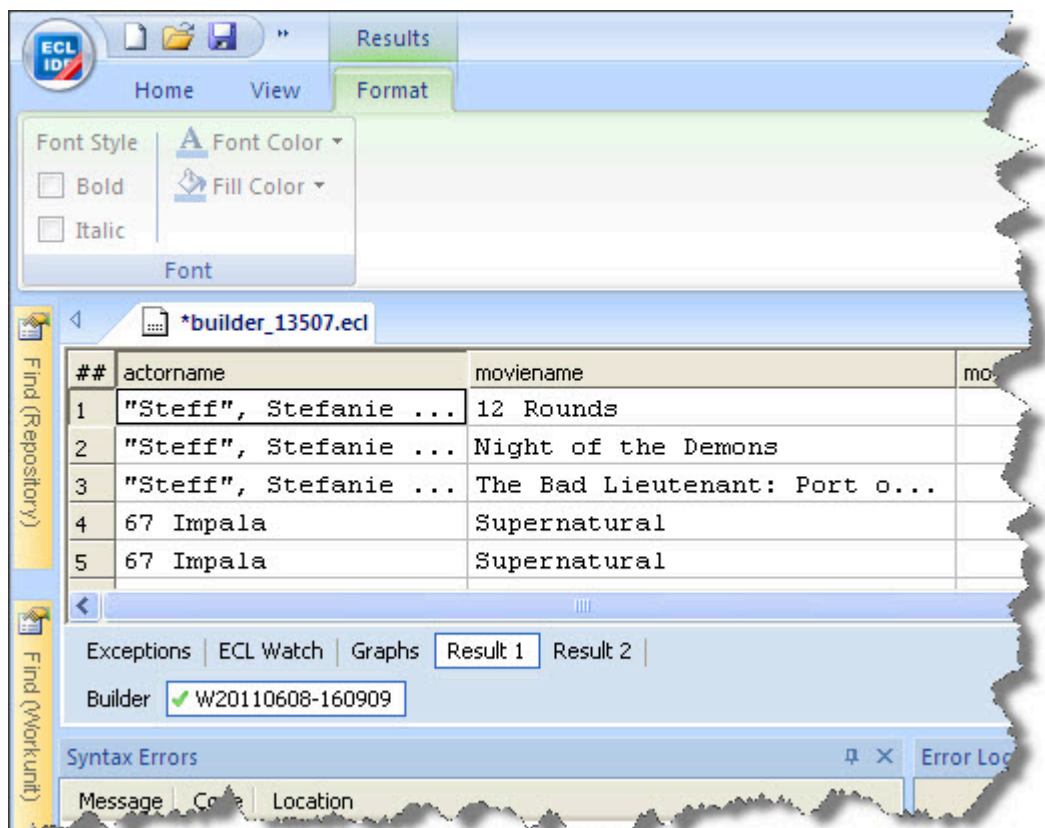 ECL
IDE
Results
Home View Format
Font Style A Font Color
Bold Fill Color
Italic
Font
*builder_13507.ecl
Find (Repository)
## actorname moviename
1 "Steff", Stefanie ... 12 Rounds
2 "Steff", Stefanie ... Night of the Demons
3 "Steff", Stefanie ... The Bad Lieutenant: Port o...
4 67 Impala Supernatural
5 67 Impala Supernatural
Find (Workunit)
Exceptions ECL Watch Graphs Result 1 Result 2
Builder W20110608-160909
Syntax Errors Error Log
Message Code Location